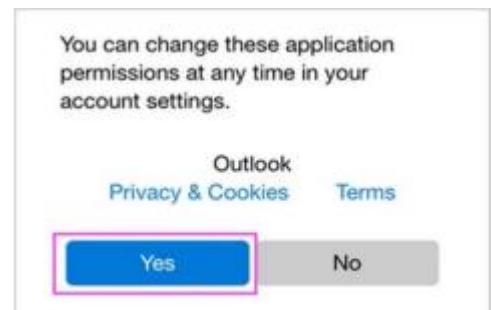 You can change these application
permissions at any time in your
account settings.
Outlook
Privacy & Cookies Terms
Yes No